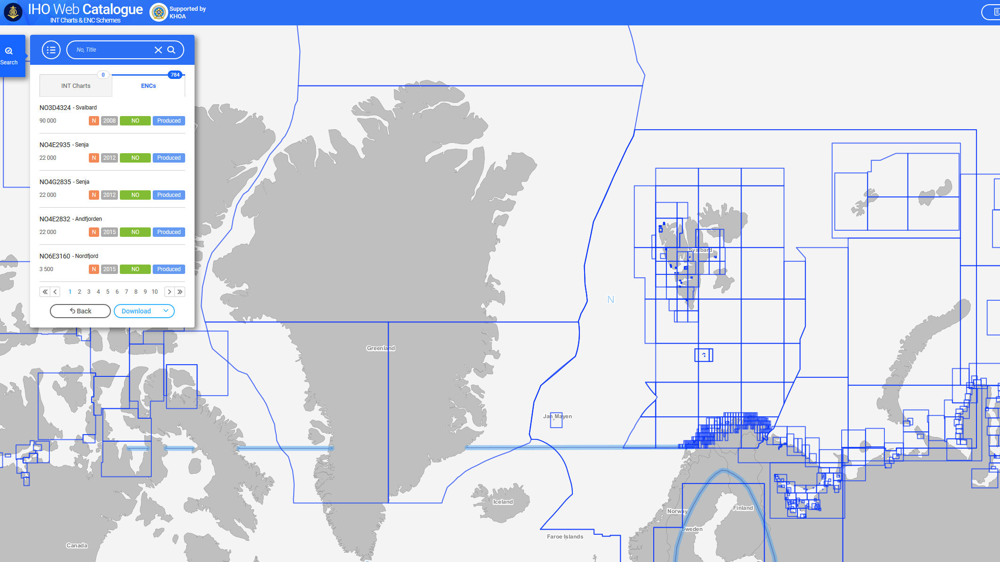 IHO Web Catalogue
INT Charts & ENC Schemes
Supported by
KHOA
Search
No, Title
0
784
INT Charts
ENCs
NO3D4324 - Svalbard
90 000
N
2008
NO
Produced
NO4E2935 - Senja
22 000
N
2012
NO
Produced
NO4G2835 - Senja
22 000
N
2012
NO
Produced
NO4E2832 - Andfjorden
22 000
N
2015
NO
Produced
NO6E3160 - Nordfjord
3 500
N
2015
NO
Produced
1 2 3 4 5 6 7 8 9 10
Back
Download
Svalbard
N
Greenland
Jan Mayen
Iceland
Norway
Finland
Sweden
Faroe Islands
Canada